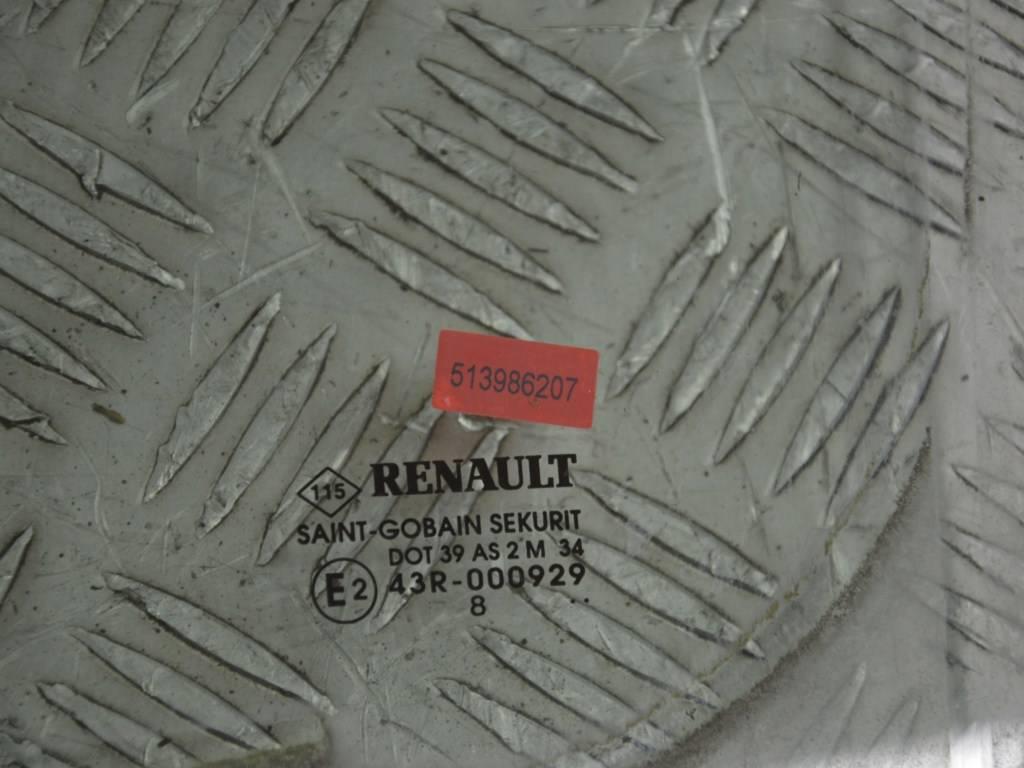 513986207
115 RENAULT
SAINT-GOBAIN SEKURIT
DOT 39 AS 2 M 34
E2 43R-000929
8